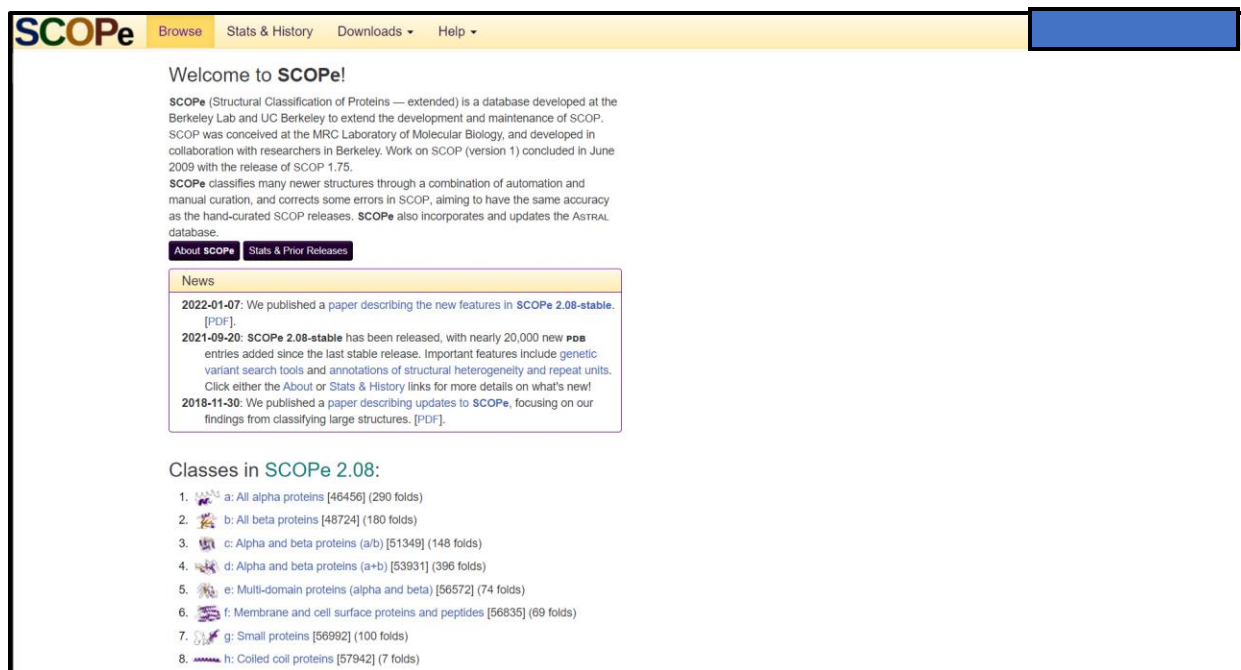 SCOPe Browse Stats & History Downloads Help
Welcome to SCOPe!
SCOPe (Structural Classification of Proteins — extended) is a database developed at the
Berkeley Lab and UC Berkeley to extend the development and maintenance of SCOP.
SCOP was conceived at the MRC Laboratory of Molecular Biology, and developed in
collaboration with researchers in Berkeley. Work on SCOP (version 1) concluded in June
2009 with the release of SCOP 1.75.
SCOPe classifies many newer structures through a combination of automation and
manual curation, and corrects some errors in SCOP, aiming to have the same accuracy
as the hand-curated SCOP releases. SCOPe also incorporates and updates the ASTRAL
database.
About SCOPe Stats & Prior Releases
News
2022-01-07: We published a paper describing the new features in SCOPe 2.08-stable.
[PDF].
2021-09-20: SCOPe 2.08-stable has been released, with nearly 20,000 new PDB
entries added since the last stable release. Important features include genetic
variant search tools and annotations of structural heterogeneity and repeat units.
Click either the About or Stats & History links for more details on what's new!
2018-11-30: We published a paper describing updates to SCOPe, focusing on our
findings from classifying large structures. [PDF].
Classes in SCOPe 2.08:
1. a: All alpha proteins [46456] (290 folds)
2. b: All beta proteins [48724] (180 folds)
3. c: Alpha and beta proteins (a/b) [51349] (148 folds)
4. d: Alpha and beta proteins (a+b) [53931] (396 folds)
5. e: Multi-domain proteins (alpha and beta) [56572] (74 folds)
6. f: Membrane and cell surface proteins and peptides [56835] (69 folds)
7. g: Small proteins [56992] (100 folds)
8. h: Coiled coil proteins [57942] (7 folds)